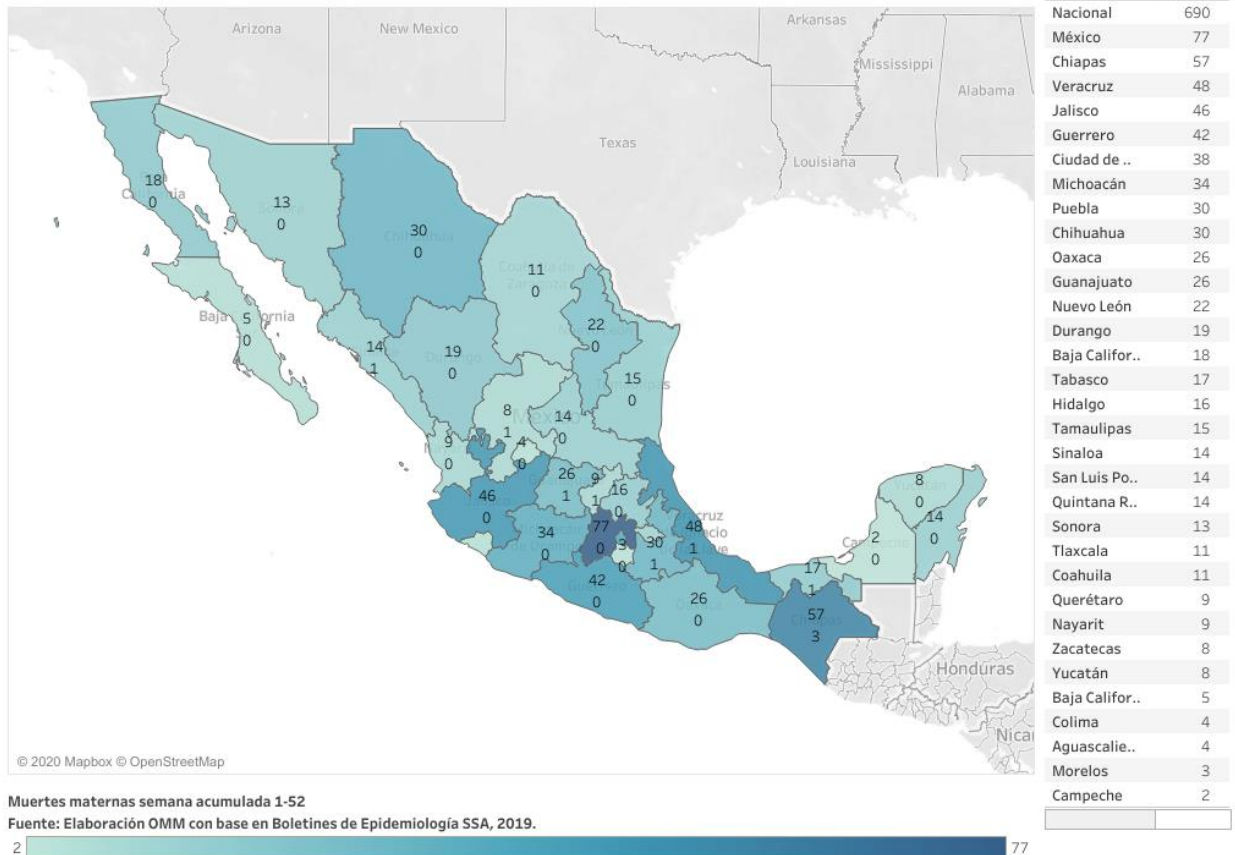 Arizona
New Mexico
Arkansas
Mississippi
Alabama
Texas
Louisiana
18
0
13
0
30
0
11
0
Baja
5
0
22
0
14
1
19
0
15
0
8
1
México
14
0
9
0
4
0
26
1
9
1
16
0
46
0
34
0
77
0
3
0
30
1
48
1
42
0
26
0
17
1
57
3
Chiapas
2
0
8
0
14
0
Honduras
© 2020 Mapbox © OpenStreetMap
Nacional 690
México 77
Chiapas 57
Veracruz 48
Jalisco 46
Guerrero 42
Ciudad de .. 38
Michoacán 34
Puebla 30
Chihuahua 30
Oaxaca 26
Guanajuato 26
Nuevo León 22
Durango 19
Baja Califor.. 18
Tabasco 17
Hidalgo 16
Tamaulipas 15
Sinaloa 14
San Luis Po.. 14
Quintana R.. 14
Sonora 13
Tlaxcala 11
Coahuila 11
Querétaro 9
Nayarit 9
Zacatecas 8
Yucatán 8
Baja Califor.. 5
Colima 4
Aguascalie.. 4
Morelos 3
Campeche 2
Muertes maternas semana acumulada 1-52
Fuente: Elaboración OMM con base en Boletines de Epidemiología SSA, 2019.
2 77